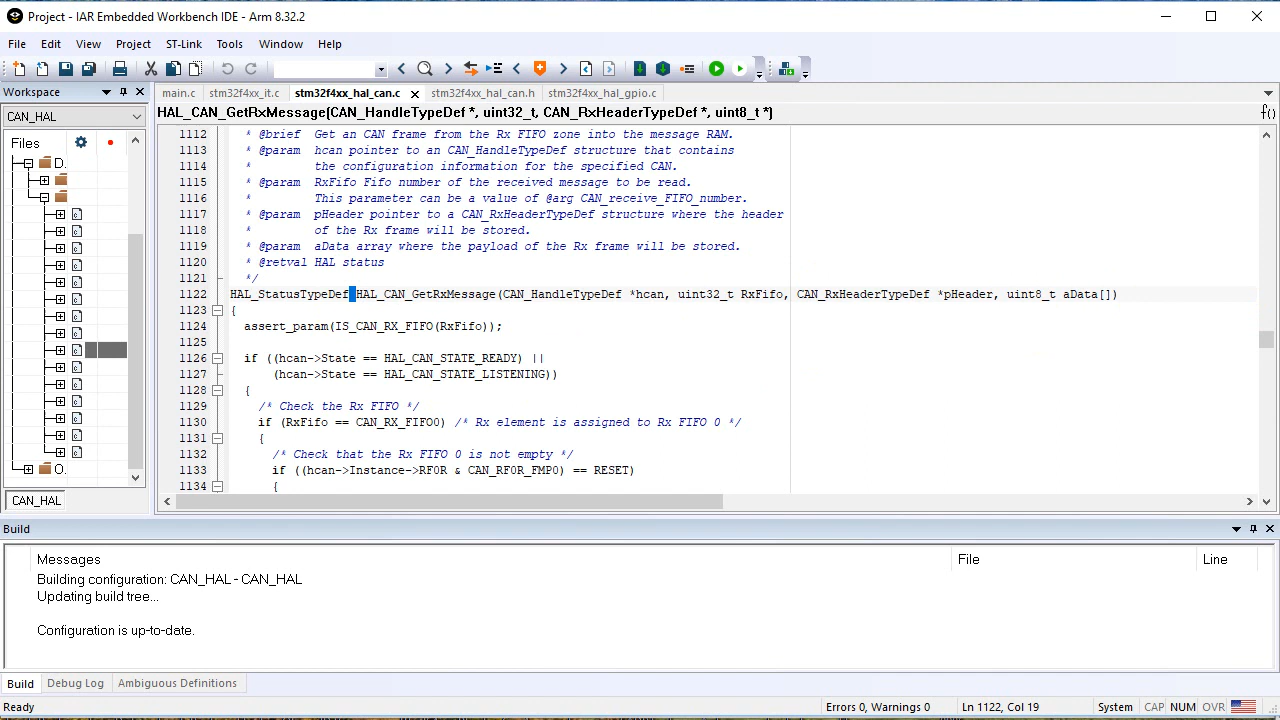 Project - IAR Embedded Workbench IDE - Arm 8.32.2
File Edit View Project ST-Link Tools Window Help
Workspace
main.c stm32f4xx_it.c stm32f4xx_hal_can.c stm32f4xx_hal_can.h stm32f4xx_hal_gpio.c
CAN_HAL
HAL_CAN_GetRxMessage(CAN_HandleTypeDef *, uint32_t, CAN_RxHeaderTypeDef *, uint8_t *)
f()
Files
D.
O.
CAN_HAL
1112 * @brief Get an CAN frame from the Rx FIFO zone into the message RAM.
1113 * @param hcan pointer to an CAN_HandleTypeDef structure that contains
1114 * the configuration information for the specified CAN.
1115 * @param RxFifo Fifo number of the received message to be read.
1116 * This parameter can be a value of @arg CAN_receive_FIFO_number.
1117 * @param pHeader pointer to a CAN_RxHeaderTypeDef structure where the header
1118 * of the Rx frame will be stored.
1119 * @param aData array where the payload of the Rx frame will be stored.
1120 * @retval HAL status
1121 */
1122 HAL_StatusTypeDef HAL_CAN_GetRxMessage(CAN_HandleTypeDef *hcan, uint32_t RxFifo, CAN_RxHeaderTypeDef *pHeader, uint8_t aData[])
1123 {
1124 assert_param(IS_CAN_RX_FIFO(RxFifo));
1125
1126 if ((hcan->State == HAL_CAN_STATE_READY) ||
1127 (hcan->State == HAL_CAN_STATE_LISTENING))
1128 {
1129 /* Check the Rx FIFO */
1130 if (RxFifo == CAN_RX_FIFO0) /* Rx element is assigned to Rx FIFO 0 */
1131 {
1132 /* Check that the Rx FIFO 0 is not empty */
1133 if ((hcan->Instance->RF0R & CAN_RF0R_FMP0) == RESET)
1134 {
Build
Messages File Line
Building configuration: CAN_HAL - CAN_HAL
Updating build tree...
Configuration is up-to-date.
Build Debug Log Ambiguous Definitions
Ready Errors 0, Warnings 0 Ln 1122, Col 19 System CAP NUM OVR